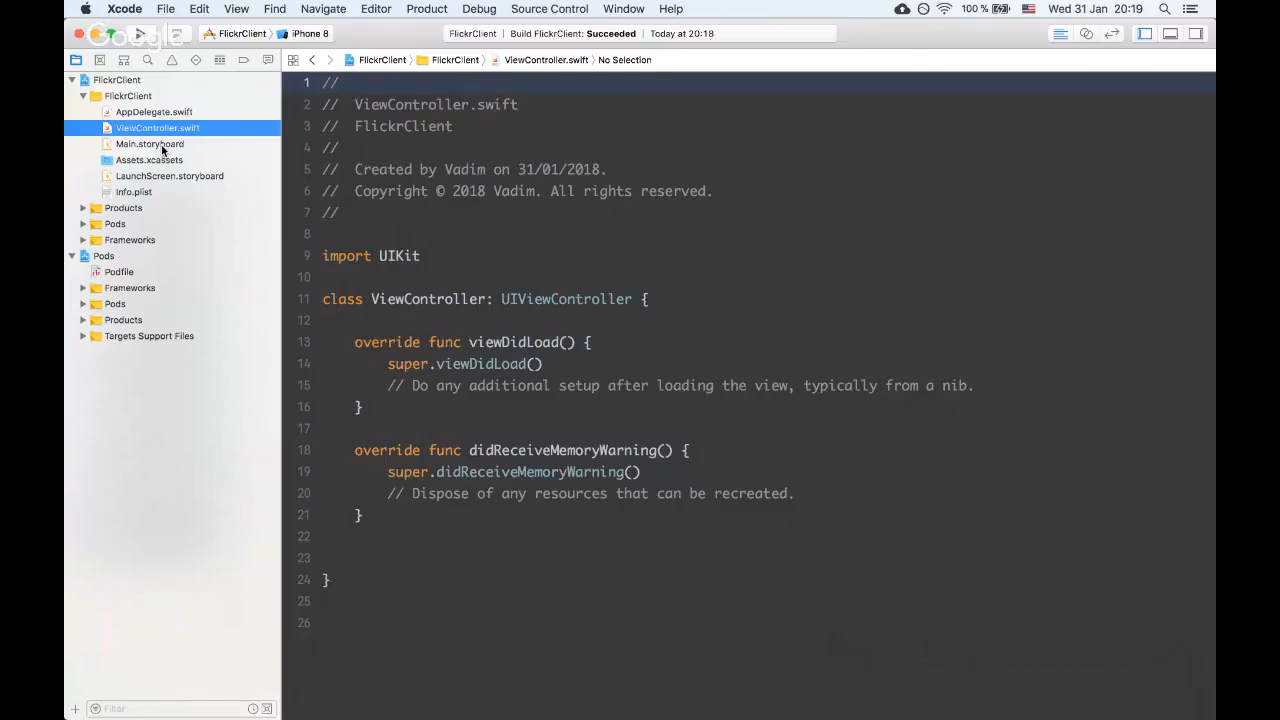 Xcode File Edit View Find Navigate Editor Product Debug Source Control Window Help 100 % Wed 31 Jan 20:19
Google
FlickrClient iPhone 8 FlickrClient Build FlickrClient: Succeeded Today at 20:18
FlickrClient FlickrClient ViewController.swift No Selection
FlickrClient
FlickrClient
AppDelegate.swift
ViewController.swift
Main.storyboard
Assets.xcassets
LaunchScreen.storyboard
Info.plist
Products
Pods
Frameworks
Pods
Podfile
Frameworks
Pods
Products
Targets Support Files
Filter
1 //
2 // ViewController.swift
3 // FlickrClient
4 //
5 // Created by Vadim on 31/01/2018.
6 // Copyright © 2018 Vadim. All rights reserved.
7 //
8
9 import UIKit
10
11 class ViewController: UIViewController {
12
13 override func viewDidLoad() {
14 super.viewDidLoad()
15 // Do any additional setup after loading the view, typically from a nib.
16 }
17
18 override func didReceiveMemoryWarning() {
19 super.didReceiveMemoryWarning()
20 // Dispose of any resources that can be recreated.
21 }
22
23
24 }
25
26